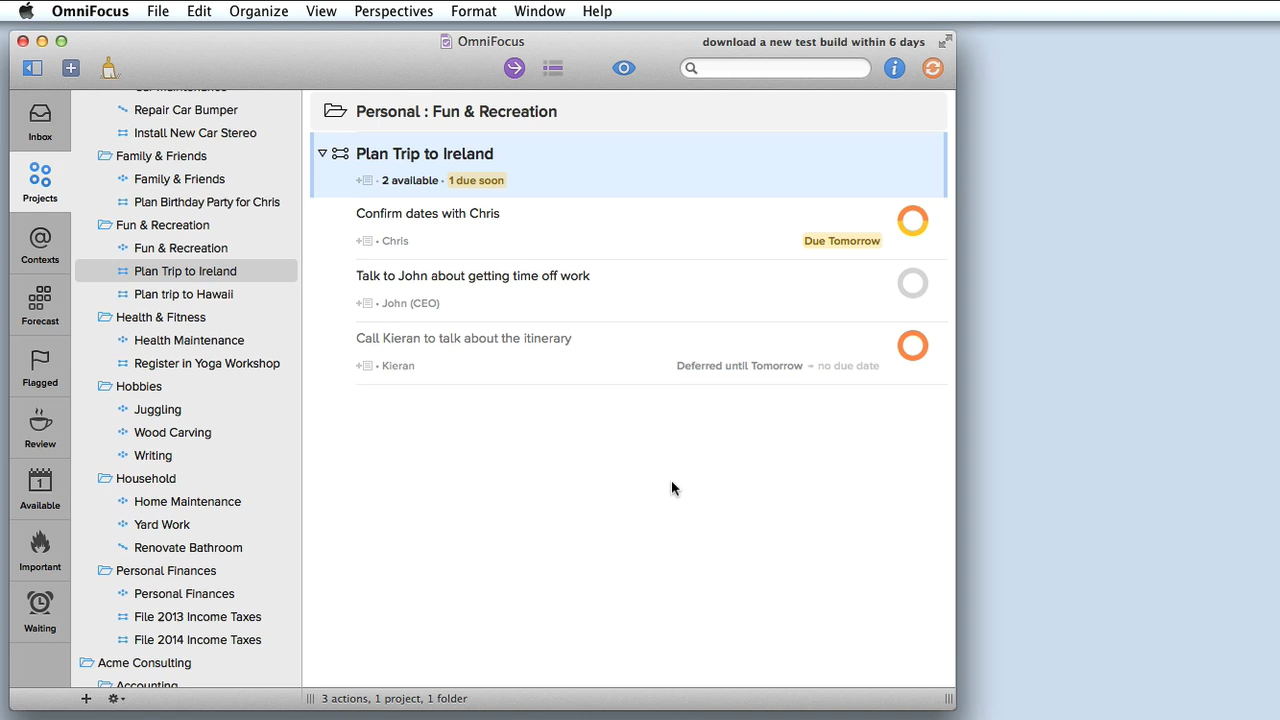 OmniFocus File Edit Organize View Perspectives Format Window Help
OmniFocus
download a new test build within 6 days
Inbox
Projects
Contexts
Forecast
Flagged
Review
1
Available
Important
Waiting
Car Maintenance
Repair Car Bumper
Install New Car Stereo
Family & Friends
Family & Friends
Plan Birthday Party for Chris
Fun & Recreation
Fun & Recreation
Plan Trip to Ireland
Plan trip to Hawaii
Health & Fitness
Health Maintenance
Register in Yoga Workshop
Hobbies
Juggling
Wood Carving
Writing
Household
Home Maintenance
Yard Work
Renovate Bathroom
Personal Finances
Personal Finances
File 2013 Income Taxes
File 2014 Income Taxes
Acme Consulting
Accounting
Personal : Fun & Recreation
Plan Trip to Ireland
2 available · 1 due soon
Confirm dates with Chris
• Chris Due Tomorrow
Talk to John about getting time off work
• John (CEO)
Call Kieran to talk about the itinerary
• Kieran Deferred until Tomorrow → no due date
3 actions, 1 project, 1 folder